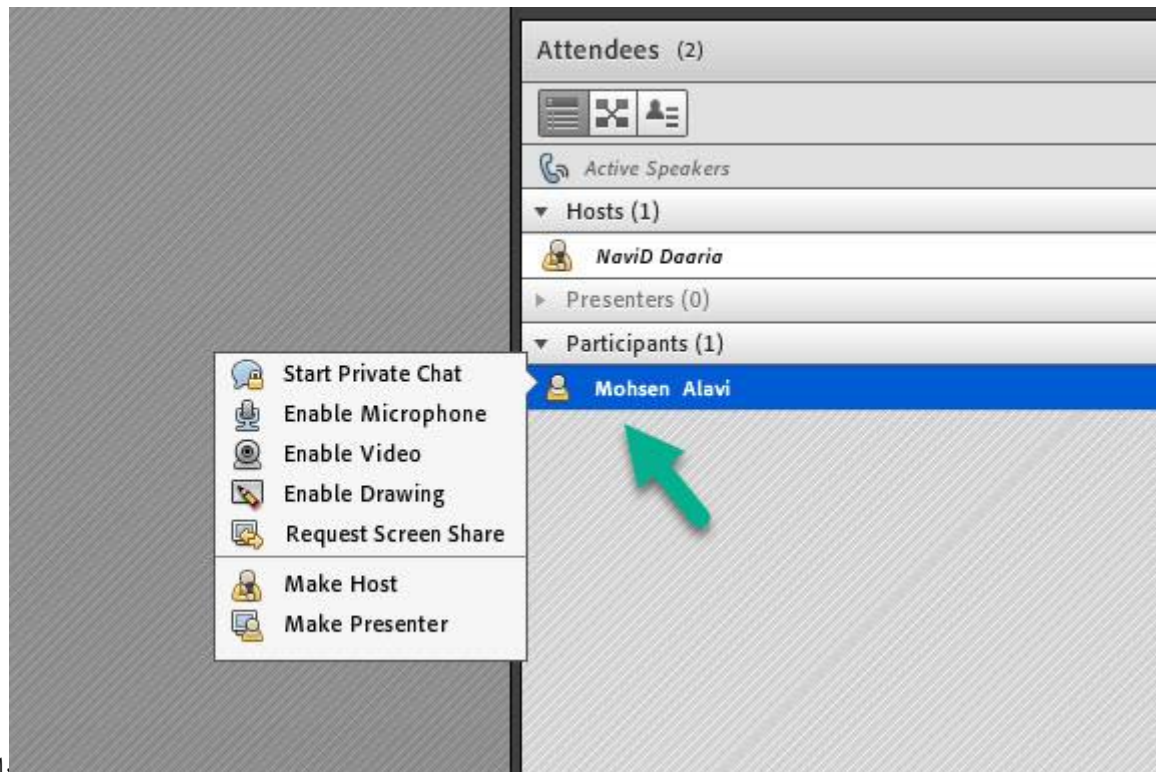 Attendees (2)
Active Speakers
Hosts (1)
NaviD Daaria
Presenters (0)
Participants (1)
Mohsen Alavi
Start Private Chat
Enable Microphone
Enable Video
Enable Drawing
Request Screen Share
Make Host
Make Presenter